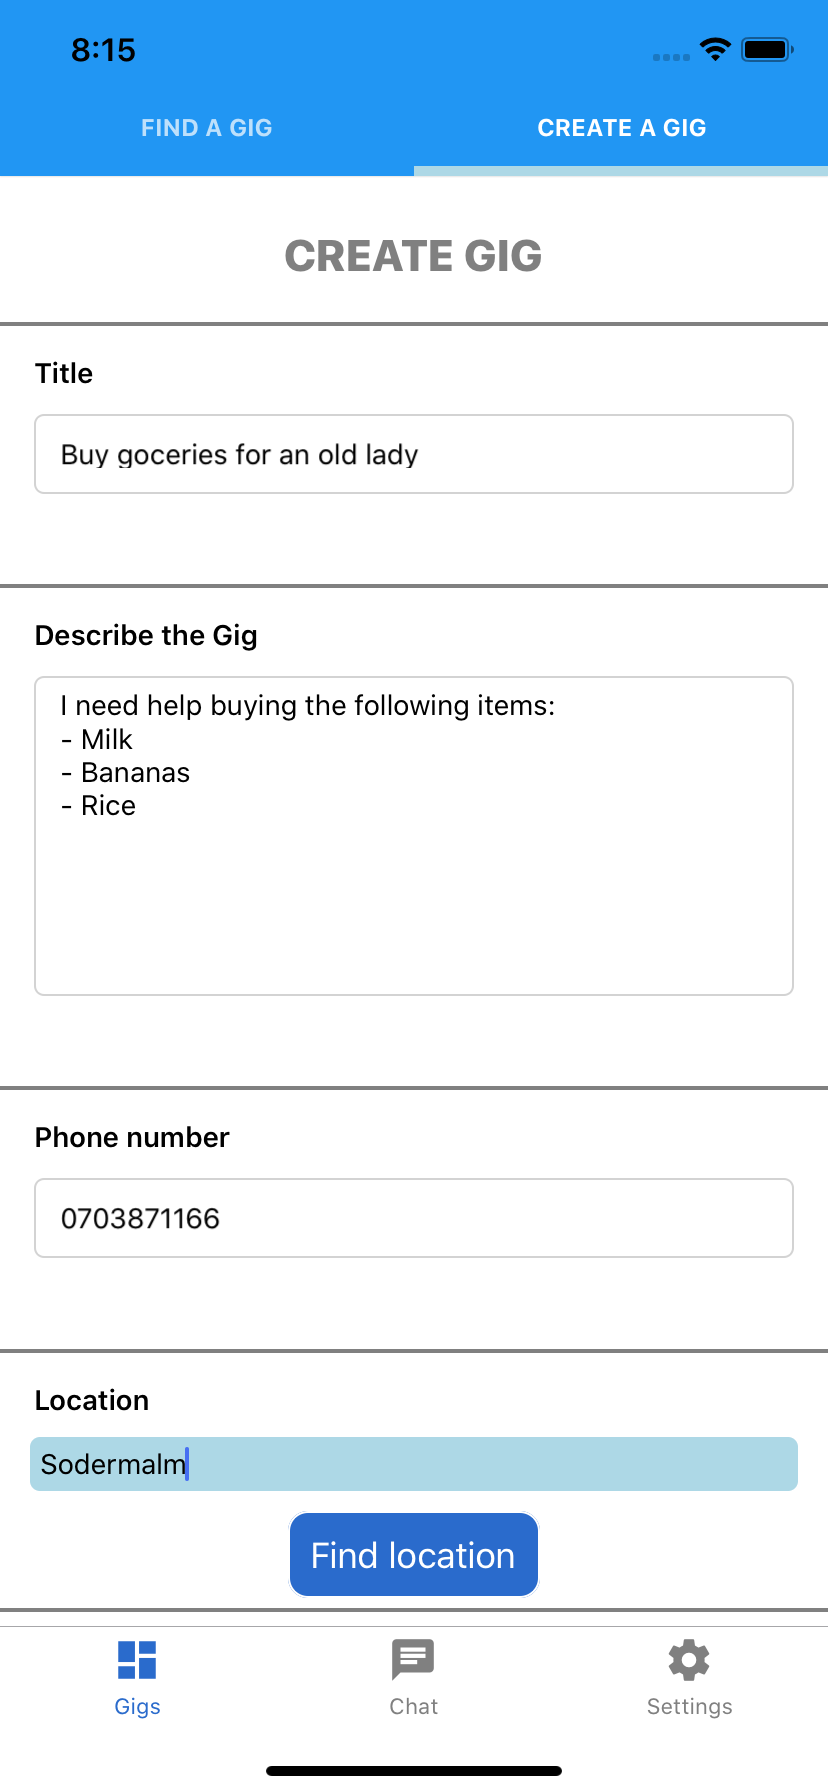 8:15
FIND A GIG
CREATE A GIG
CREATE GIG
Title
Buy goceries for an old lady
Describe the Gig
I need help buying the following items:
- Milk
- Bananas
- Rice
Phone number
0703871166
Location
Sodermalm
Find location
Gigs
Chat
Settings